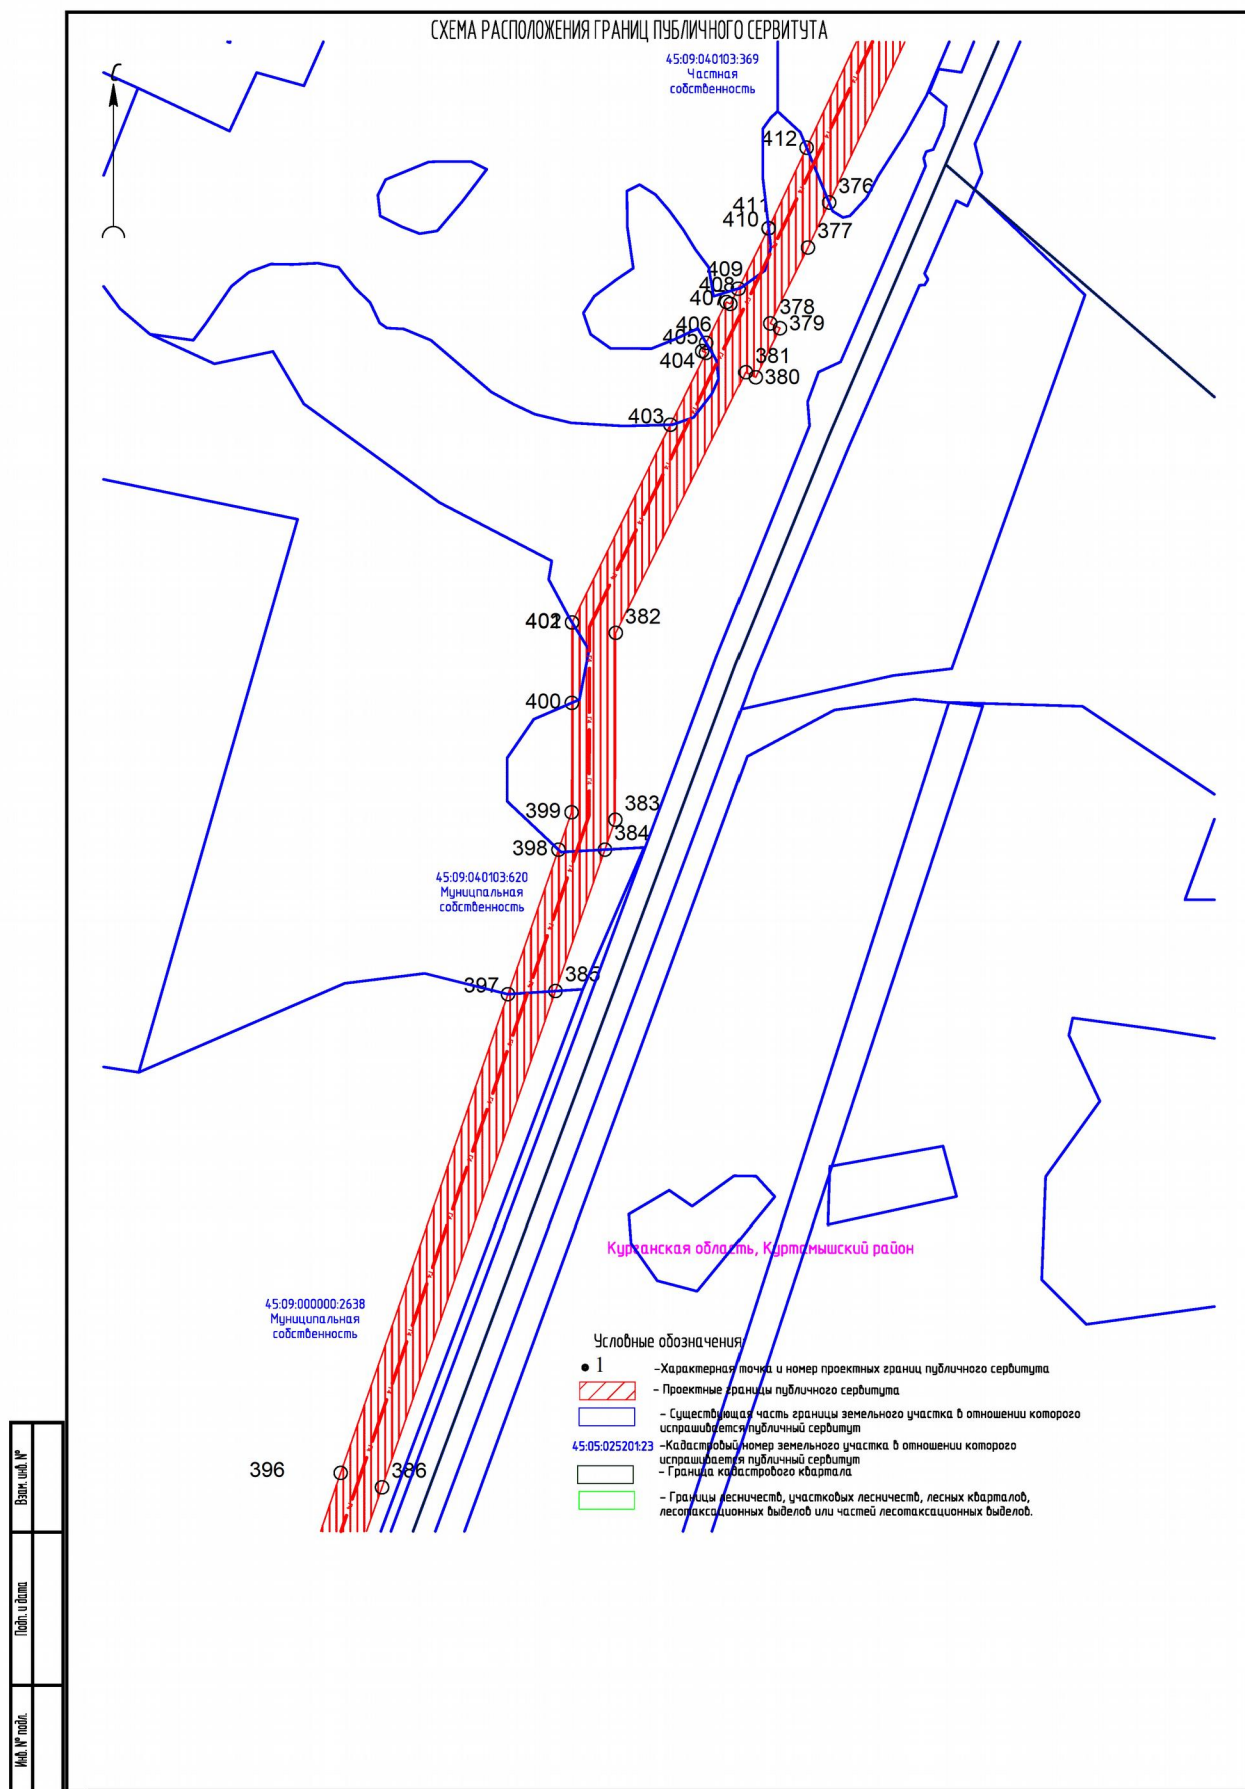 СХЕМА РАСПОЛОЖЕНИЯ ГРАНИЦ ПУБЛИЧНОГО СЕРВИТУТА
45:09:040103:369
Частная
собственность
С
412
376
411
410
377
409
408
407
378
379
406
405
404
381
380
403
402
382
400
399
383
398
384
45:09:040103:620
Муниципальная
собственность
397
385
Курганская область, Куртамышский район
45:09:000000:2638
Муниципальная
собственность
396
386
Условные обозначения:
1 -Характерная точка и номер проектных границ публичного сервитута
- Проектные границы публичного сервитута
- Существующая часть границы земельного участка в отношении которого
испрашивается публичный сервитут
45:05:025201:23 -Кадастровый номер земельного участка в отношении которого
испрашивается публичный сервитут
- Граница кадастрового квартала
- Границы лесничеств, участковых лесничеств, лесных кварталов,
лесотаксационных выделов или частей лесотаксационных выделов.
Взам. инв. №
Подп. и дата
Инв. № подл.